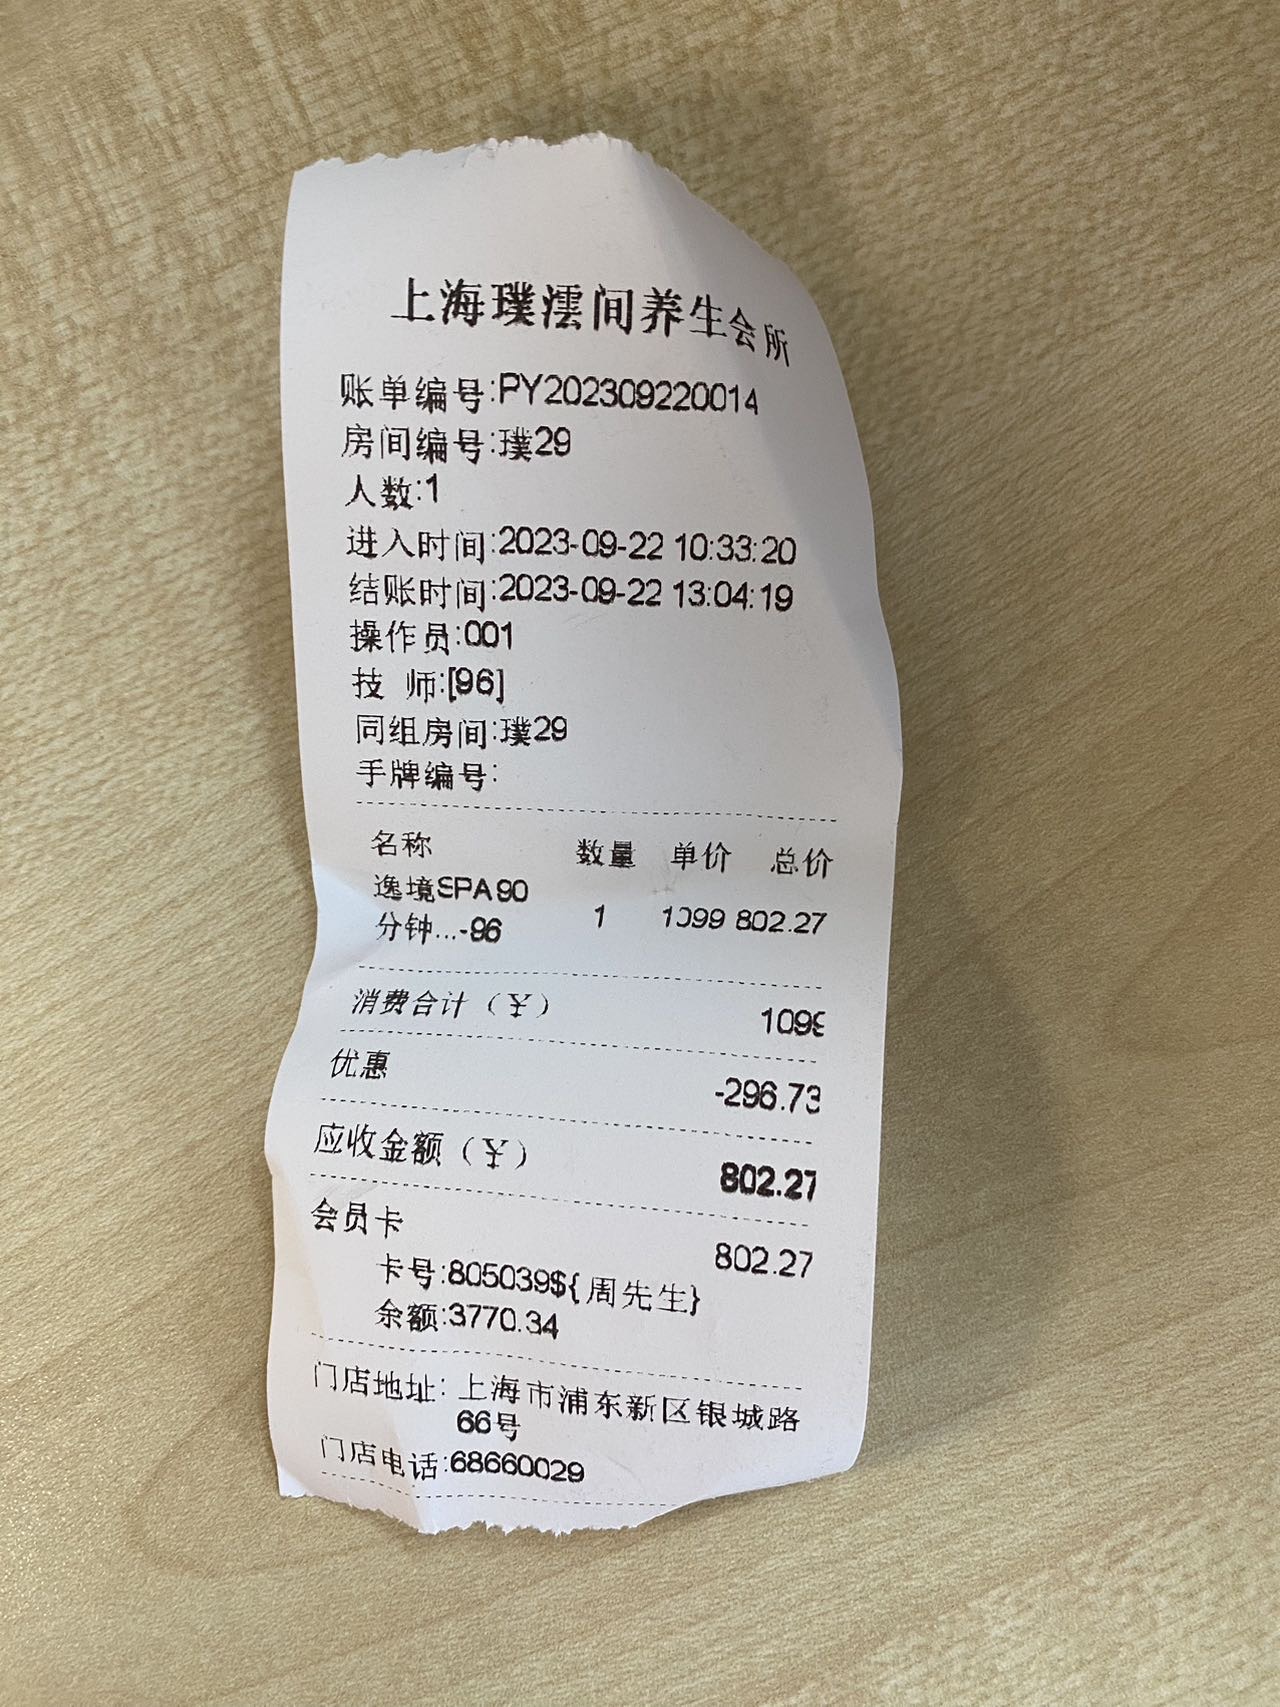 上海璞澐间养生会所
账单编号:PY202309220014
房间编号:璞29
人数:1
进入时间:2023-09-22 10:33:20
结账时间:2023-09-22 13:04:19
操作员:001
技 师:[96]
同组房间:璞29
手牌编号:
名称 数量 单价 总价
逸境SPA90
分钟...-96 1 1099 802.27
消费合计（￥） 1099
优惠 -296.73
应收金额（￥） 802.27
会员卡 802.27
卡号:805039${周先生}
余额:3770.34
门店地址: 上海市浦东新区银城路
66号
门店电话:68660029